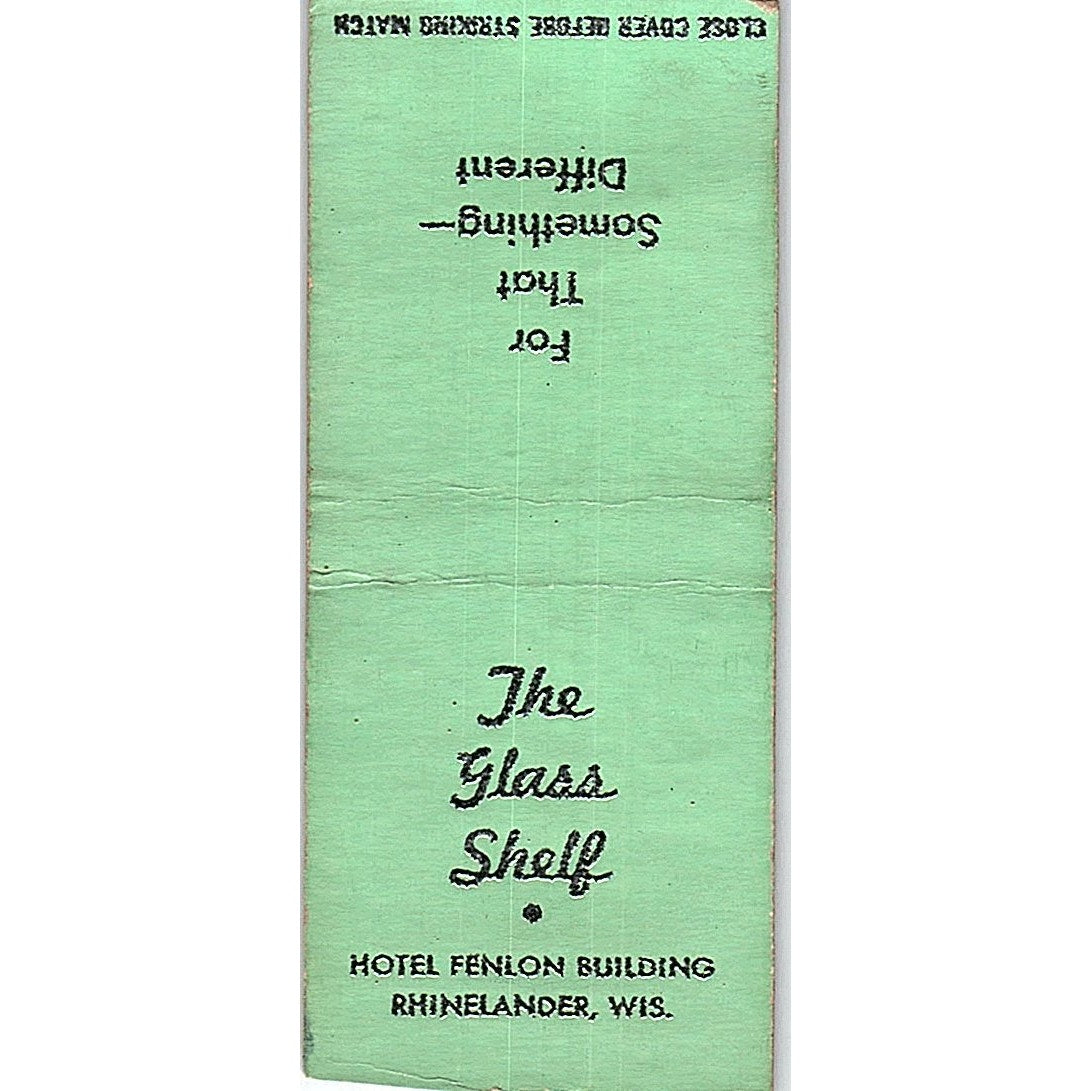 CLOSE COVER BEFORE STRIKING MATCH
For
That
Something—
Different
The
Glass
Shelf
HOTEL FENLON BUILDING
RHINELANDER, WIS.